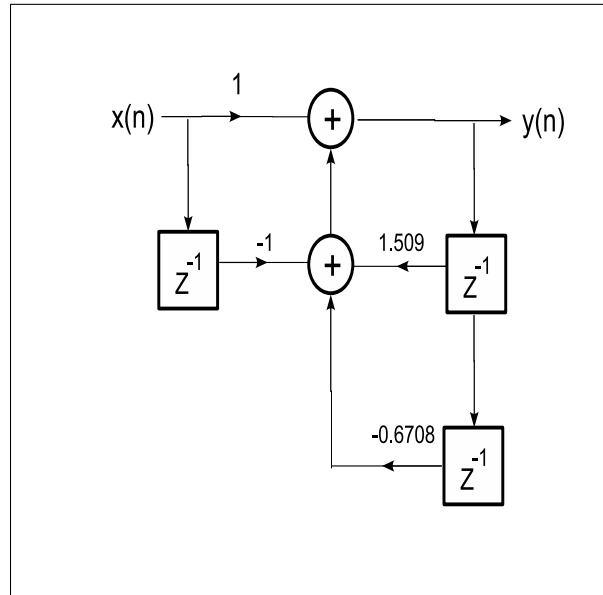 1
x(n)
+
y(n)
-1
1.509
z^-1
+
z^-1
-0.6708
z^-1